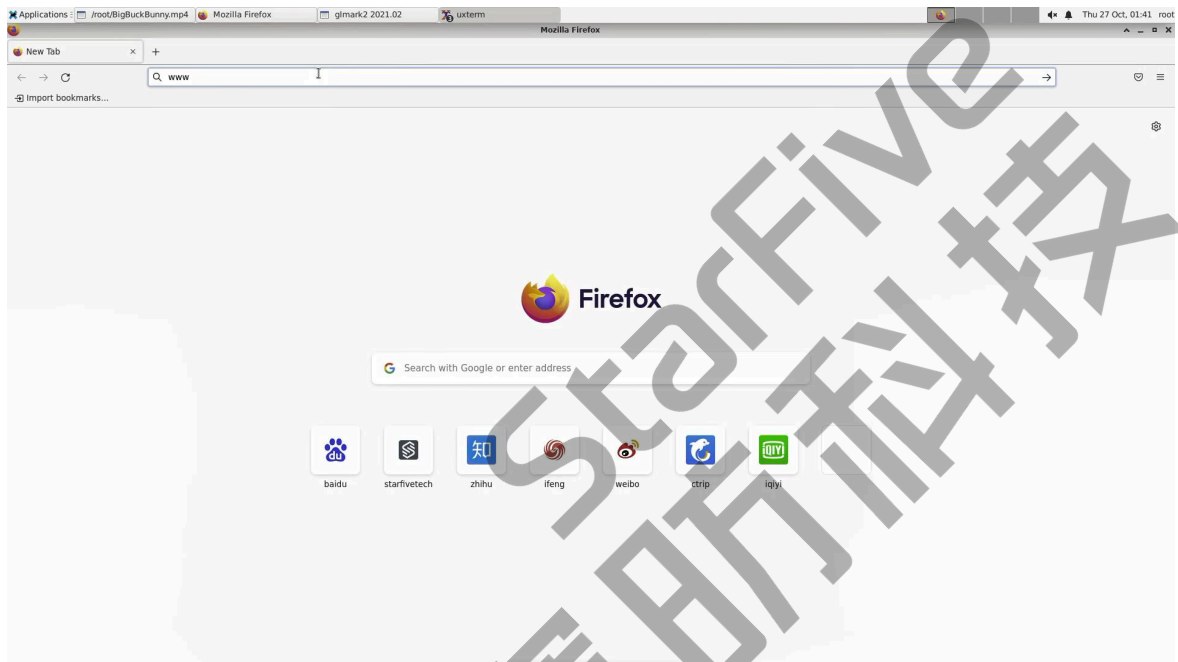 Applications : /root/BigBuckBunny.mp4 Mozilla Firefox glmark2 2021.02 uxterm Thu 27 Oct, 01:41 root
Mozilla Firefox
New Tab
www
Import bookmarks...
Firefox
Search with Google or enter address
知
baidu starfivetech zhihu ifeng weibo ctrip iqiyi
StarFive
昉科技